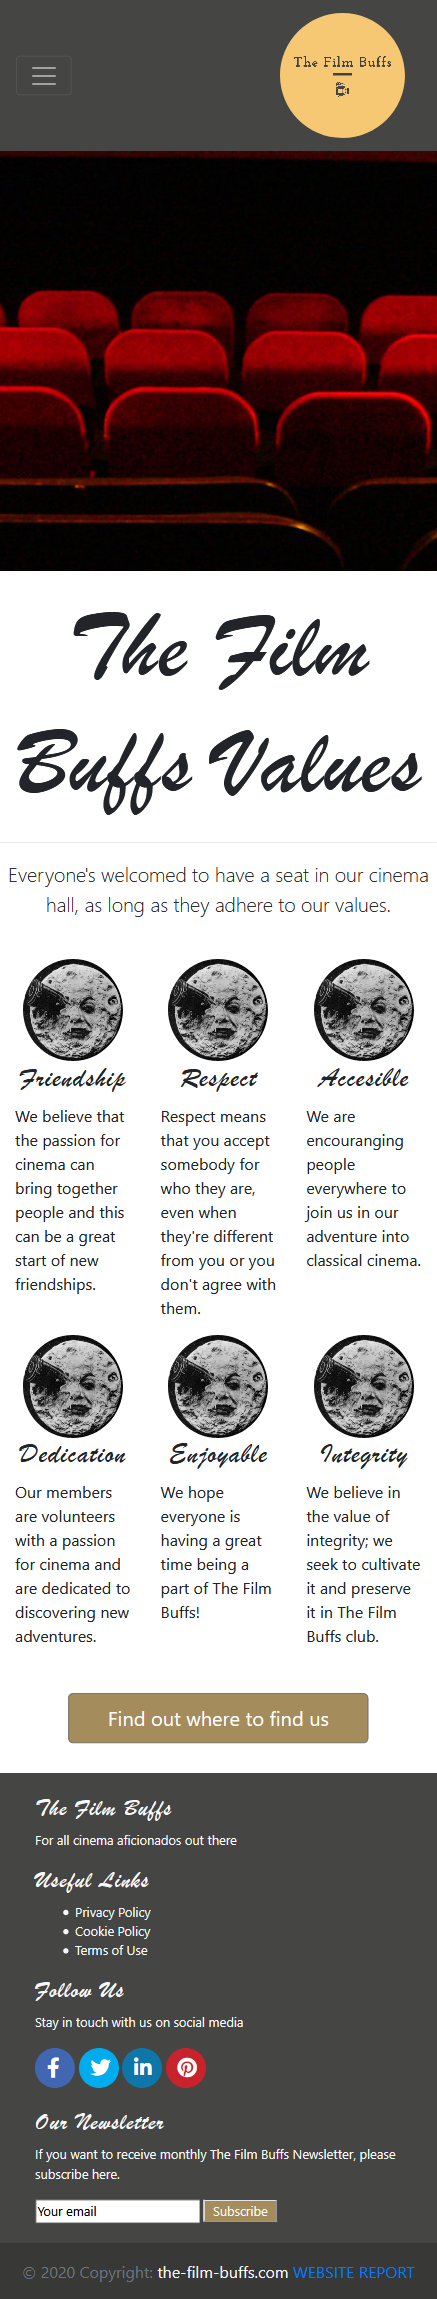 The Film Buffs
The Film
Buffs Values
Everyone's welcomed to have a seat in our cinema
hall, as long as they adhere to our values.
Friendship
We believe that
the passion for
cinema can
bring together
people and this
can be a great
start of new
friendships.
Respect
Respect means
that you accept
somebody for
who they are,
even when
they're different
from you or you
don't agree with
them.
Accesible
We are
encouranging
people
everywhere to
join us in our
adventure into
classical cinema.
Dedication
Our members
are volunteers
with a passion
for cinema and
are dedicated to
discovering new
adventures.
Enjoyable
We hope
everyone is
having a great
time being a
part of The Film
Buffs!
Integrity
We believe in
the value of
integrity; we
seek to cultivate
it and preserve
it in The Film
Buffs club.
Find out where to find us
The Film Buffs
For all cinema aficionados out there
Useful Links
Privacy Policy
Cookie Policy
Terms of Use
Follow Us
Stay in touch with us on social media
Our Newsletter
If you want to receive monthly The Film Buffs Newsletter, please
subscribe here.
Your email Subscribe
© 2020 Copyright: the-film-buffs.com WEBSITE REPORT